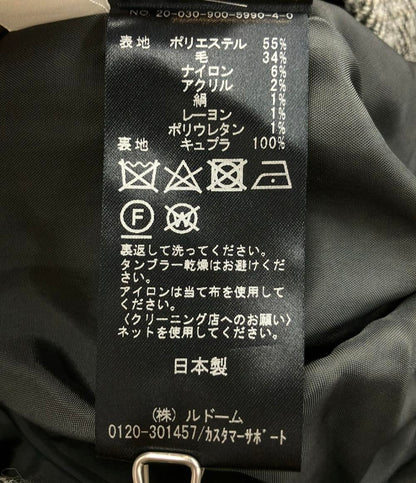 NO. 20-030-900-5990-4-0
表地 ポリエステル 55%
毛 34%
ナイロン 6%
アクリル 2%
絹 1%
レーヨン 1%
ポリウレタン 1%
裏地 キュプラ 100%
F W
裏返して洗ってください。
タンブラー乾燥はお避けくだ
さい。
アイロンは当て布を使用して
ください。
〈クリーニング店へのお願い〉
ネットを使用してください。
日本製
(株) ルドーム
0120-301457/カスタマーサポート